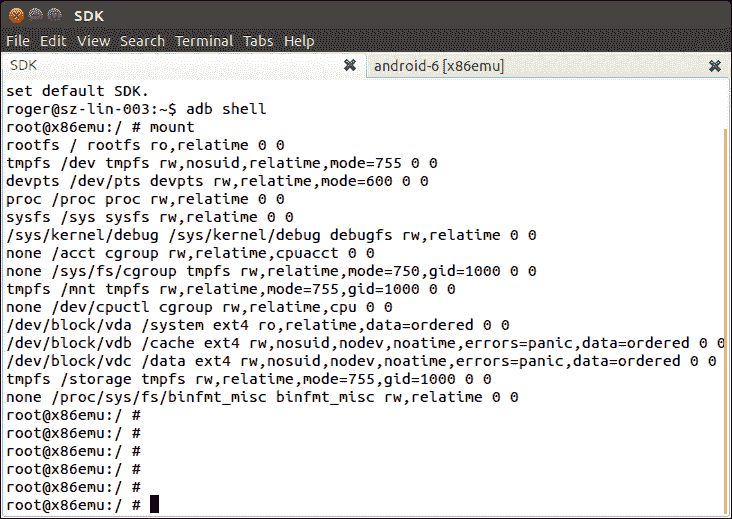 SDK
File Edit View Search Terminal Tabs Help
SDK
android-6 [x86emu]
set default SDK.
roger@sz-lin-003:~$ adb shell
root@x86emu:/ # mount
rootfs / rootfs ro,relatime 0 0
tmpfs /dev tmpfs rw,nosuid,relatime,mode=755 0 0
devpts /dev/pts devpts rw,relatime,mode=600 0 0
proc /proc proc rw,relatime 0 0
sysfs /sys sysfs rw,relatime 0 0
/sys/kernel/debug /sys/kernel/debug debugfs rw,relatime 0 0
none /acct cgroup rw,relatime,cpuacct 0 0
none /sys/fs/cgroup tmpfs rw,relatime,mode=750,gid=1000 0 0
tmpfs /mnt tmpfs rw,relatime,mode=755,gid=1000 0 0
none /dev/cpuctl cgroup rw,relatime,cpu 0 0
/dev/block/vda /system ext4 ro,relatime,data=ordered 0 0
/dev/block/vdb /cache ext4 rw,nosuid,nodev,noatime,errors=panic,data=ordered 0 0
/dev/block/vdc /data ext4 rw,nosuid,nodev,noatime,errors=panic,data=ordered 0 0
tmpfs /storage tmpfs rw,relatime,mode=755,gid=1000 0 0
none /proc/sys/fs/binfmt_misc binfmt_misc rw,relatime 0 0
root@x86emu:/ #
root@x86emu:/ #
root@x86emu:/ #
root@x86emu:/ #
root@x86emu:/ #
root@x86emu:/ #